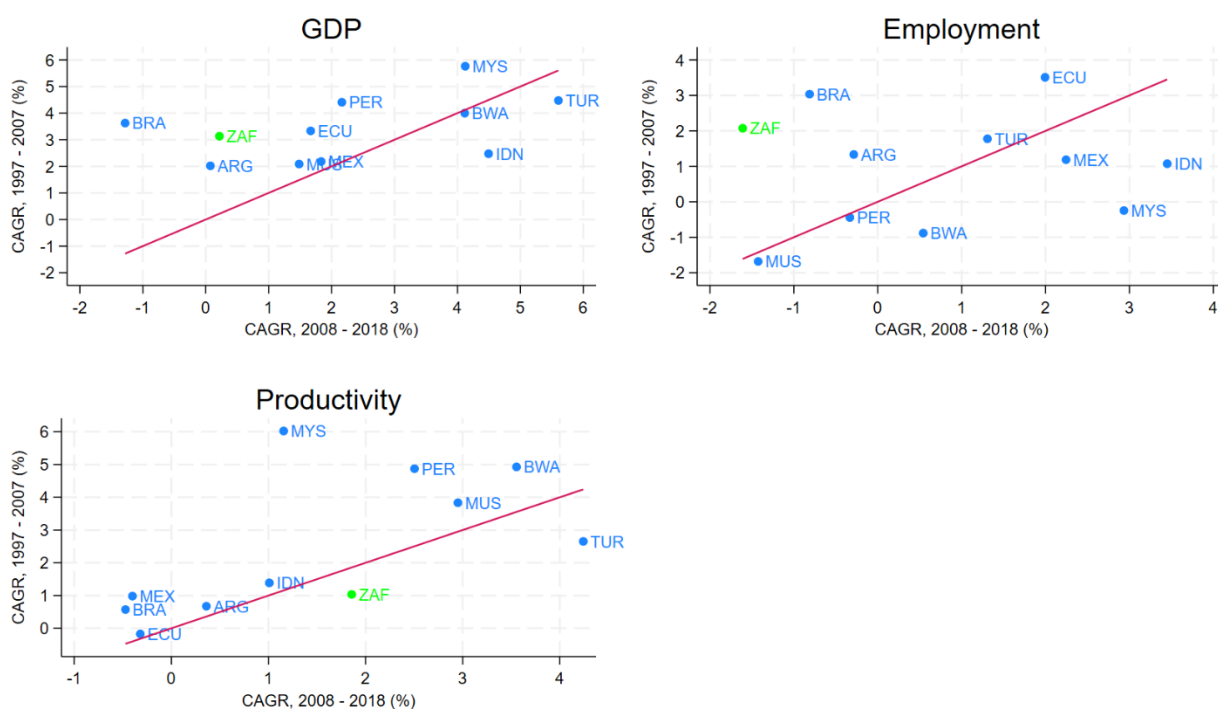 GDP
CAGR, 1997 - 2007 (%)
6
5
4
3
2
1
0
-1
-2
MYS
TUR
PER
BWA
BRA
ECU
ZAF
IDN
MEX
MUS
ARG
-2
-1
0
1
2
3
4
5
6
CAGR, 2008 - 2018 (%)
Employment
CAGR, 1997 - 2007 (%)
4
3
2
1
0
-1
-2
ECU
BRA
ZAF
TUR
ARG
MEX
IDN
MYS
PER
BWA
MUS
-2
-1
0
1
2
3
4
CAGR, 2008 - 2018 (%)
Productivity
CAGR, 1997 - 2007 (%)
6
5
4
3
2
1
0
MYS
PER
BWA
MUS
TUR
IDN
MEX
ZAF
BRA
ARG
ECU
-1
0
1
2
3
4
CAGR, 2008 - 2018 (%)